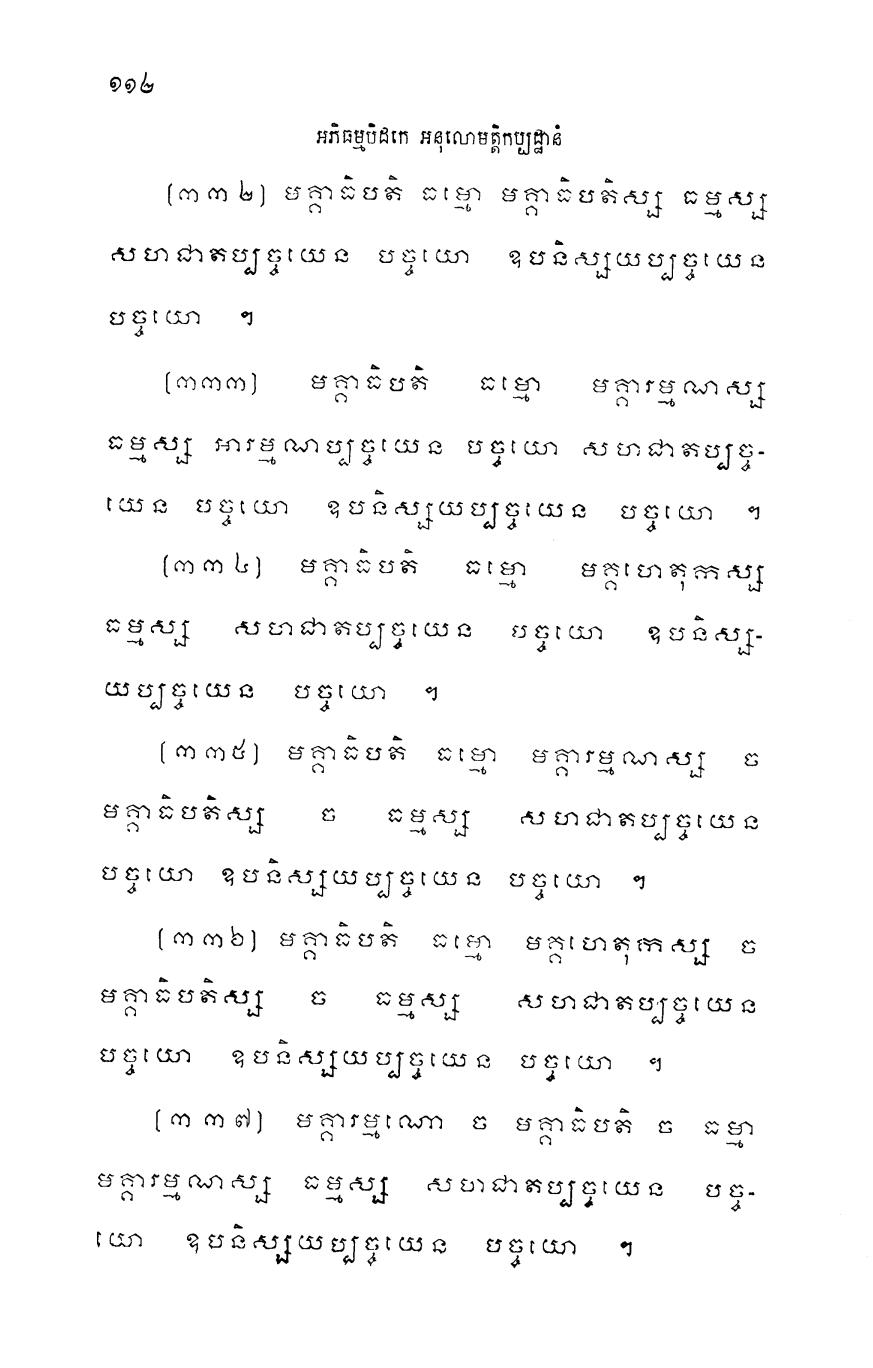 ១១២
អភិធម្មបិដកេ អនុលោមត្តិកប្បដ្ឋានំ
(៣៣២) មគ្គាធិបតិ ធម្មោ មគ្គាធិបតិស្ស ធម្មស្ស
សហជាតប្បច្ចយេន បច្ចយោ ឧបនិស្សយប្បច្ចយេន
បច្ចយោ ។
(៣៣៣) មគ្គាធិបតិ ធម្មោ មគ្គារម្មណស្ស
ធម្មស្ស អារម្មណប្បច្ចយេន បច្ចយោ សហជាតប្បច្ច-
យេន បច្ចយោ ឧបនិស្សយប្បច្ចយេន បច្ចយោ ។
(៣៣៤) មគ្គាធិបតិ ធម្មោ មគ្គហេតុកស្ស
ធម្មស្ស សហជាតប្បច្ចយេន បច្ចយោ ឧបនិស្ស-
យប្បច្ចយេន បច្ចយោ ។
(៣៣៥) មគ្គាធិបតិ ធម្មោ មគ្គារម្មណស្ស ច
មគ្គាធិបតិស្ស ច ធម្មស្ស សហជាតប្បច្ចយេន
បច្ចយោ ឧបនិស្សយប្បច្ចយេន បច្ចយោ ។
(៣៣៦) មគ្គាធិបតិ ធម្មោ មគ្គហេតុកស្ស ច
មគ្គាធិបតិស្ស ច ធម្មស្ស សហជាតប្បច្ចយេន
បច្ចយោ ឧបនិស្សយប្បច្ចយេន បច្ចយោ ។
(៣៣៧) មគ្គារម្មណោ ច មគ្គាធិបតិ ច ធម្មា
មគ្គារម្មណស្ស ធម្មស្ស សហជាតប្បច្ចយេន បច្ច-
យោ ឧបនិស្សយប្បច្ចយេន បច្ចយោ ។